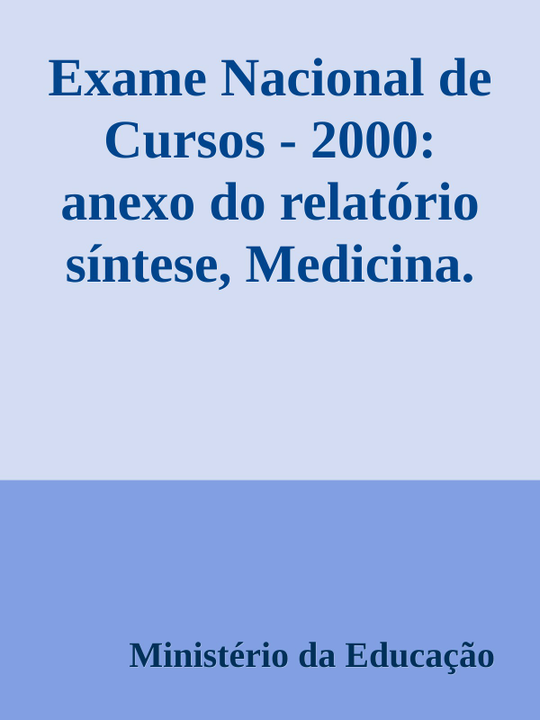 Exame Nacional de
Cursos - 2000:
anexo do relatório
síntese, Medicina.
Ministério da Educação